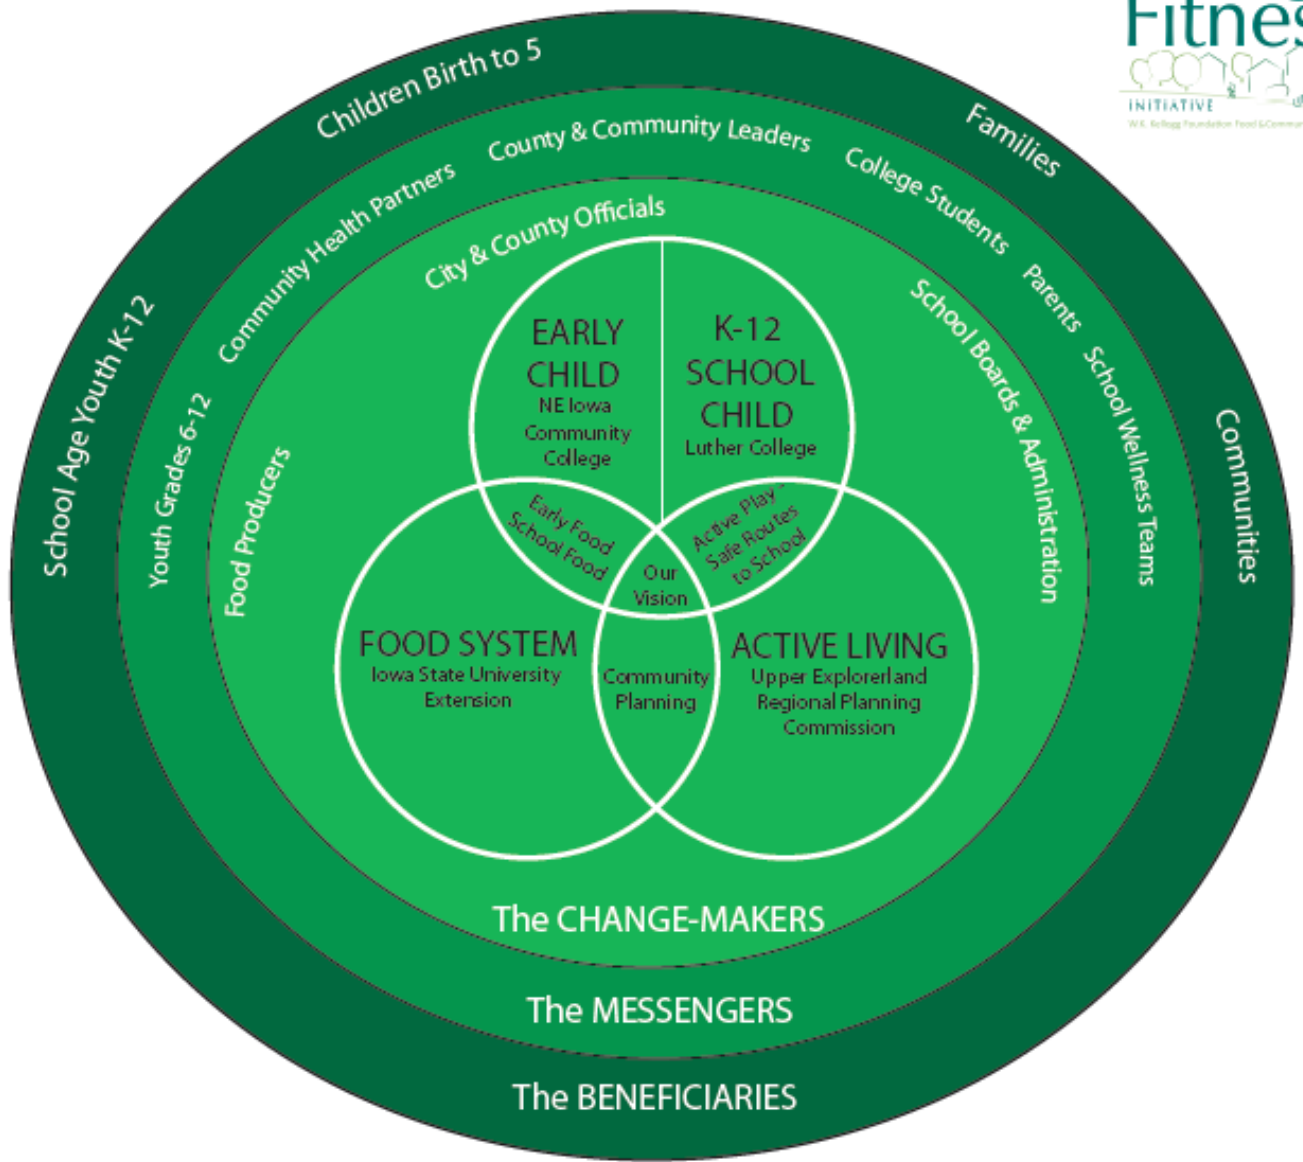 Fitnes
INITIATIVE
W.K. Kellogg Foundation Food & Commun
Children Birth to 5
Families
School Age Youth K-12
Communities
County & Community Leaders
Community Health Partners
College Students
Parents
Youth Grades 6-12
School Wellness Teams
City & County Officials
School Boards & Administration
Food Producers
EARLY
CHILD
NE Iowa
Community
College
K-12
SCHOOL
CHILD
Luther College
Early Food
School Food
Active Play -
Safe Routes
to School
Our
Vision
FOOD SYSTEM
Iowa State University
Extension
Community
Planning
ACTIVE LIVING
Upper Explorerland
Regional Planning
Commission
The CHANGE-MAKERS
The MESSENGERS
The BENEFICIARIES